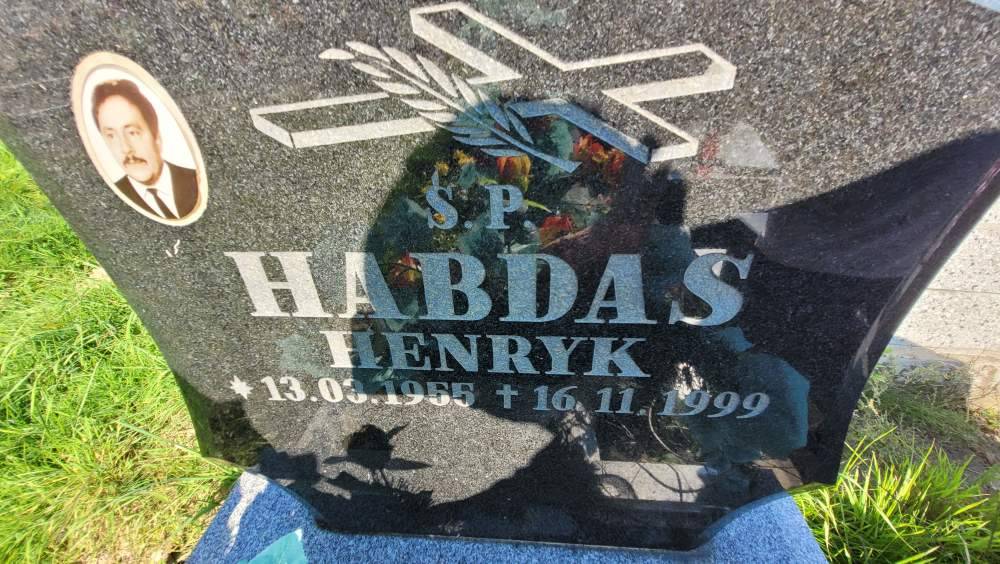 Ś.P.
HABDAS
HENRYK
* 13.03.1955 + 16.11.1999